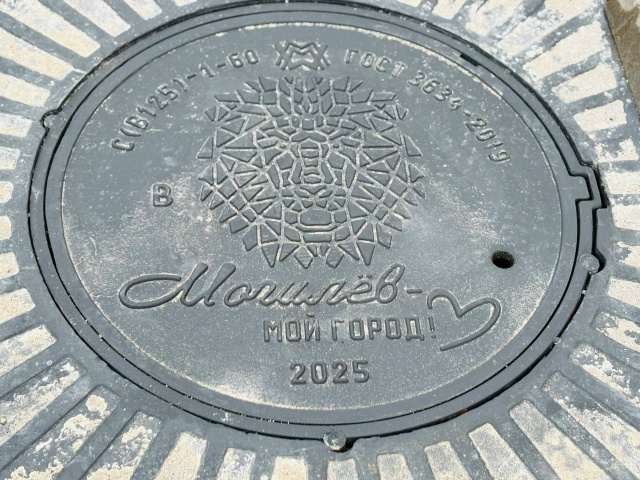 С(В125)-1-60 ГОСТ 3634-2019
В
Могилёв-
МОЙ ГОРОД!
2025